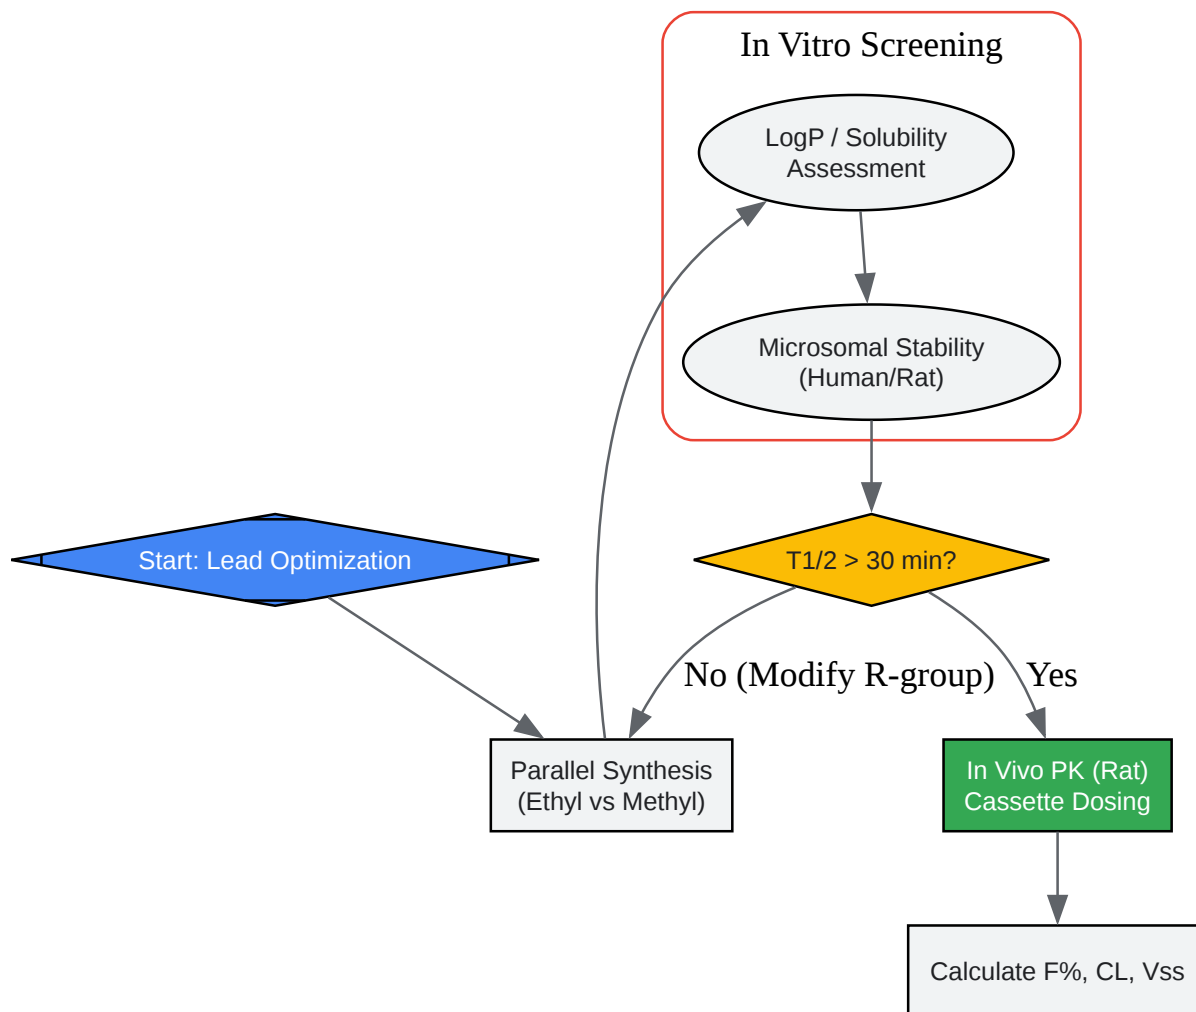 In Vitro Screening
LogP / Solubility
Assessment
Microsomal Stability
(Human/Rat)
Start: Lead Optimization
T1/2 > 30 min?
No (Modify R-group)
Yes
Parallel Synthesis
(Ethyl vs Methyl)
In Vivo PK (Rat)
Cassette Dosing
Calculate F%, CL, Vss